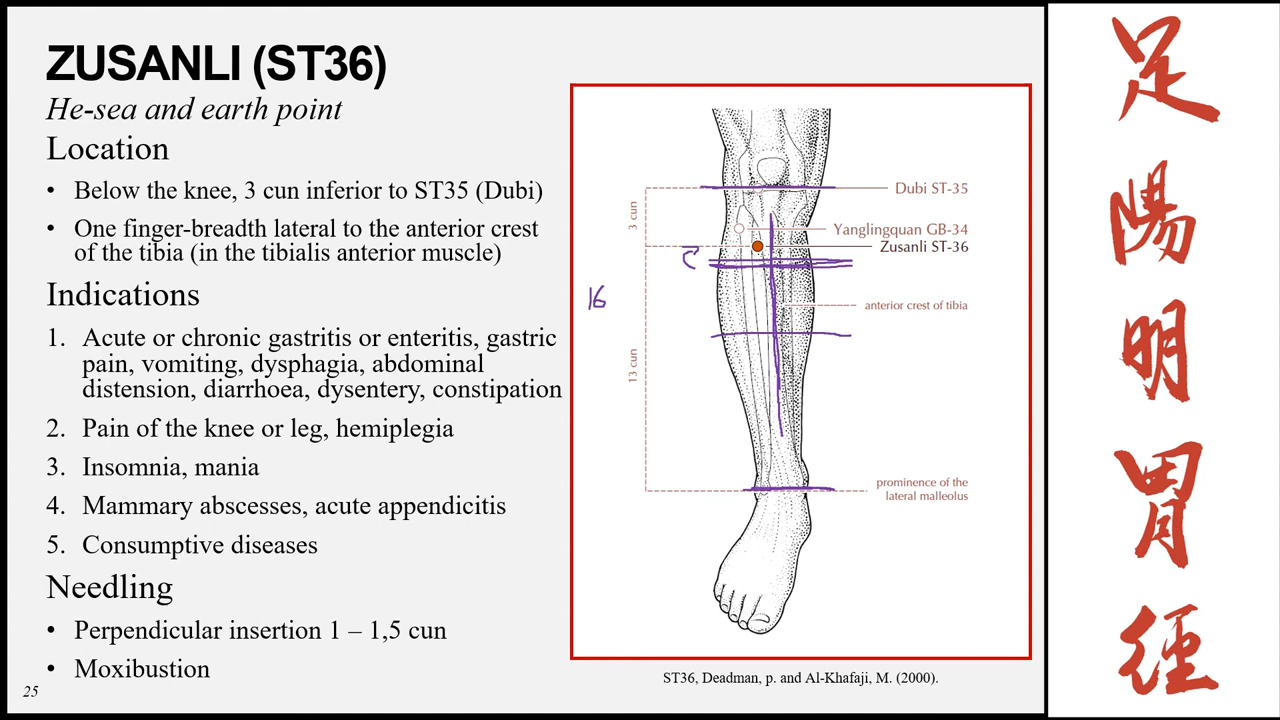 ZUSANLI (ST36)
He-sea and earth point
Location
• Below the knee, 3 cun inferior to ST35 (Dubi)
• One finger-breadth lateral to the anterior crest
of the tibia (in the tibialis anterior muscle)
Indications
1. Acute or chronic gastritis or enteritis, gastric
pain, vomiting, dysphagia, abdominal
distension, diarrhoea, dysentery, constipation
2. Pain of the knee or leg, hemiplegia
3. Insomnia, mania
4. Mammary abscesses, acute appendicitis
5. Consumptive diseases
Needling
• Perpendicular insertion 1 – 1,5 cun
• Moxibustion
25
Dubi ST-35
3 cun
Yanglingquan GB-34
Zusanli ST-36
16
anterior crest of tibia
13 cun
prominence of the
lateral malleolus
ST36, Deadman, p. and Al-Khafaji, M. (2000).
足
陽
明
胃
經